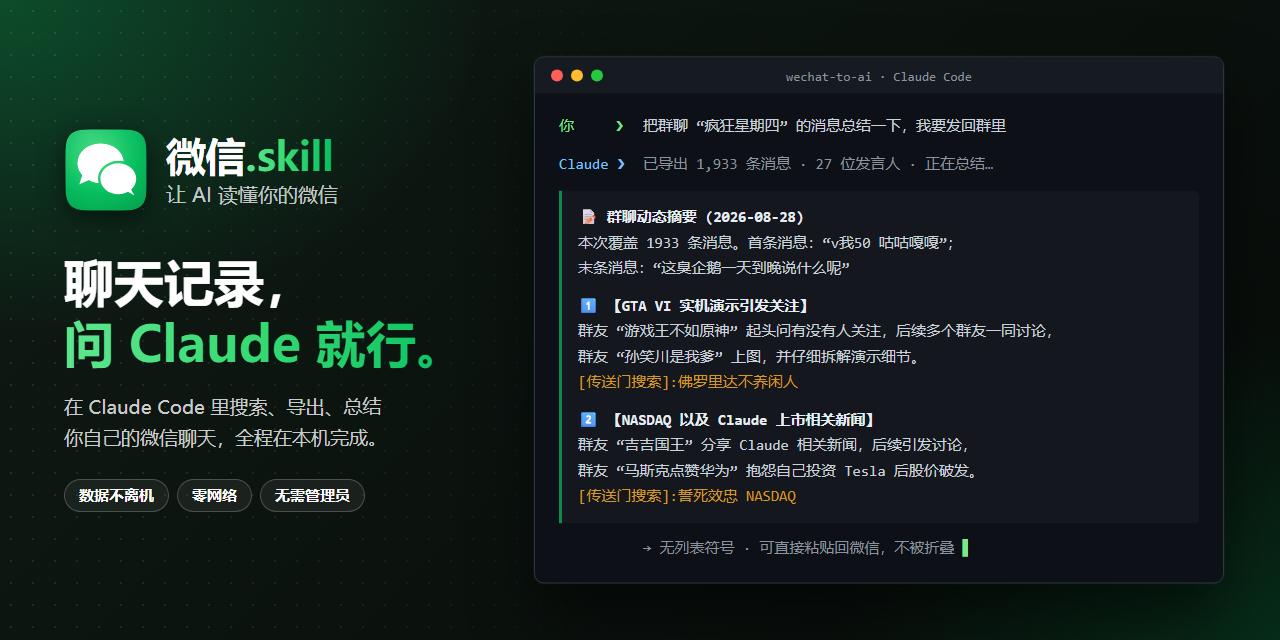 微信.skill
让 AI 读懂你的微信
聊天记录，
问 Claude 就行。
在 Claude Code 里搜索、导出、总结
你自己的微信聊天，全程在本机完成。
数据不离机
零网络
无需管理员
wechat-to-ai · Claude Code
你 ❯ 把群聊 “疯狂星期四” 的消息总结一下，我要发回群里
Claude ❯ 已导出 1,933 条消息 · 27 位发言人 · 正在总结…
📝 群聊动态摘要 (2026-08-28)
本次覆盖 1933 条消息。首条消息：“v我50 咕咕嘎嘎”；
末条消息：“这臭企鹅一天到晚说什么呢”
1️⃣ 【GTA VI 实机演示引发关注】
群友 “游戏王不如原神” 起头问有没有人关注，后续多个群友一同讨论，
群友 “孙笑川是我爹” 上图，并仔细拆解演示细节。
[传送门搜索]:佛罗里达不养闲人
2️⃣ 【NASDAQ 以及 Claude 上市相关新闻】
群友 “吉吉国王” 分享 Claude 相关新闻，后续引发讨论，
群友 “马斯克点赞华为” 抱怨自己投资 Tesla 后股价破发。
[传送门搜索]:誓死效忠 NASDAQ
→ 无列表符号 · 可直接粘贴回微信，不被折叠